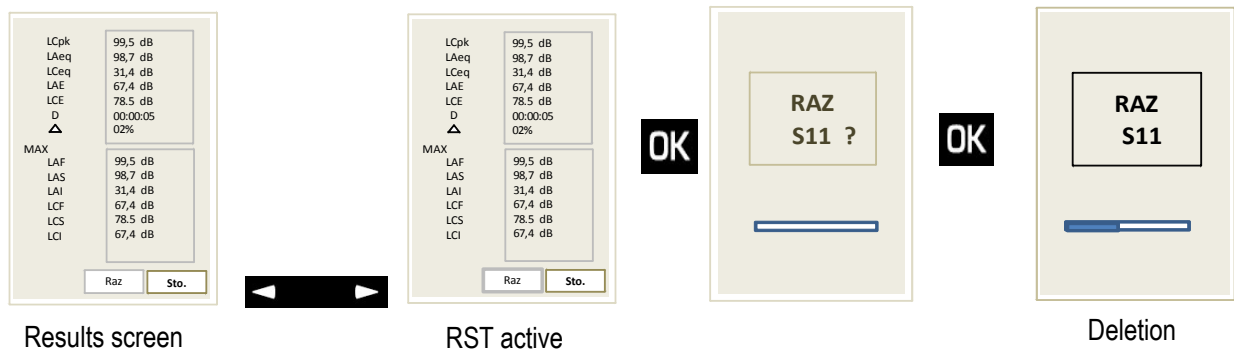 LCpk 99,5 dB
LAeq 98,7 dB
LCeq 31,4 dB
LAE 67,4 dB
LCE 78.5 dB
D 00:00:05
02%
MAX
LAF 99,5 dB
LAS 98,7 dB
LAI 31,4 dB
LCF 67,4 dB
LCS 78.5 dB
LCI 67,4 dB
Raz Sto.
Results screen
LCpk 99,5 dB
LAeq 98,7 dB
LCeq 31,4 dB
LAE 67,4 dB
LCE 78.5 dB
D 00:00:05
02%
MAX
LAF 99,5 dB
LAS 98,7 dB
LAI 31,4 dB
LCF 67,4 dB
LCS 78.5 dB
LCI 67,4 dB
Raz Sto.
RST active
OK
RAZ
S11 ?
OK
RAZ
S11
Deletion